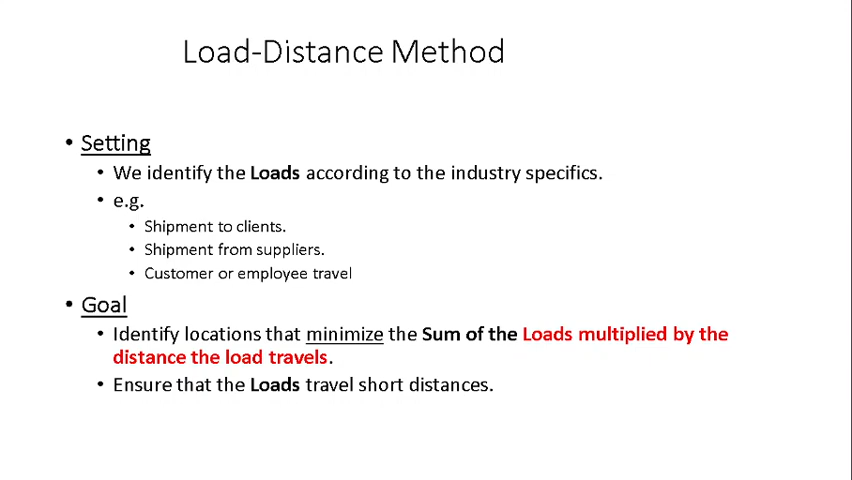 Load-Distance Method
• Setting
• We identify the Loads according to the industry specifics.
• e.g.
• Shipment to clients.
• Shipment from suppliers.
• Customer or employee travel
• Goal
• Identify locations that minimize the Sum of the Loads multiplied by the
distance the load travels.
• Ensure that the Loads travel short distances.